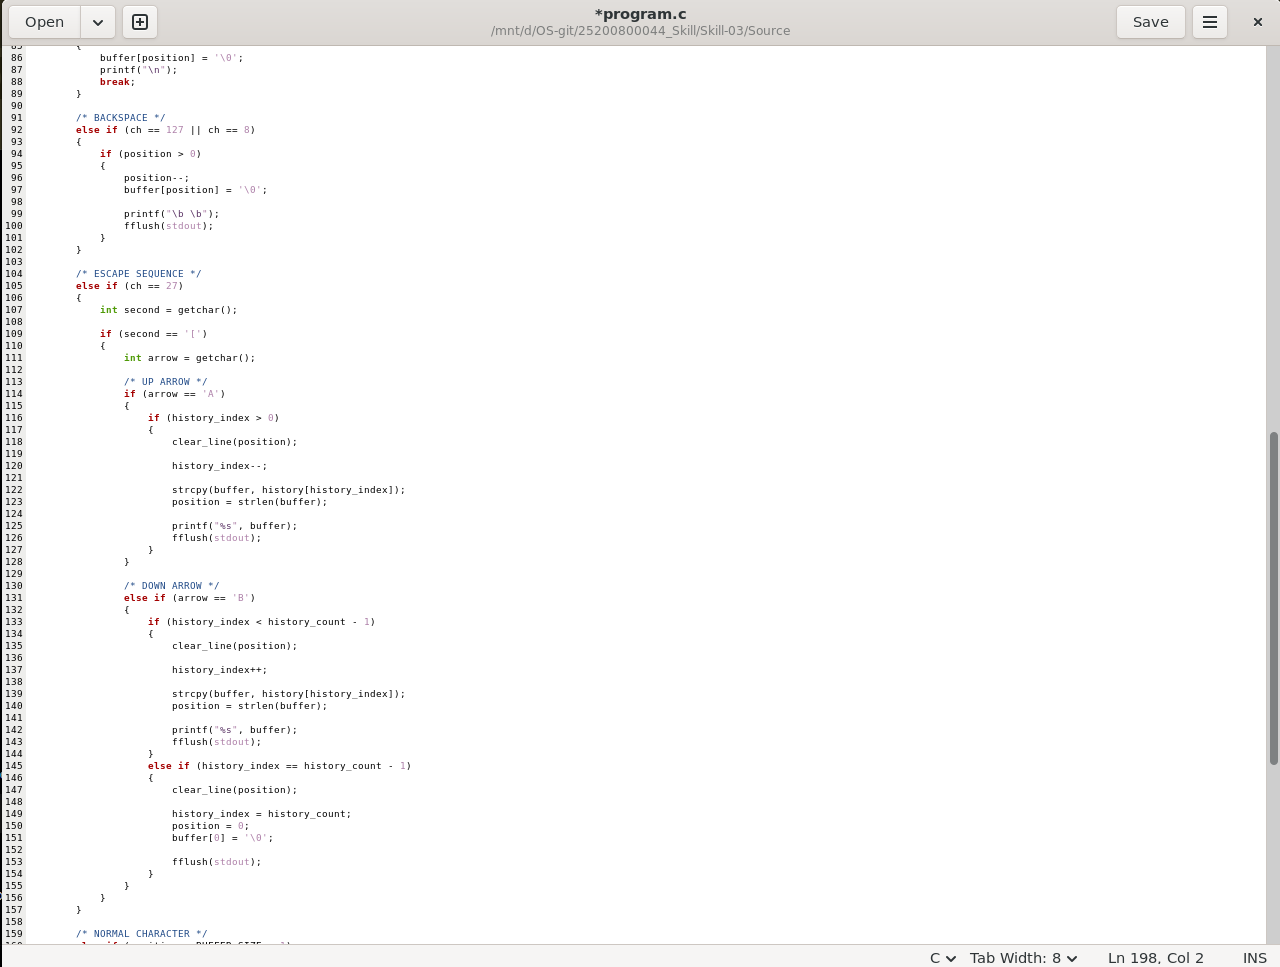 Open
*program.c
/mnt/d/OS-git/25200800044_Skill/Skill-03/Source
Save
85 {
86 buffer[position] = '\0';
87 printf("\n");
88 break;
89 }
90
91 /* BACKSPACE */
92 else if (ch == 127 || ch == 8)
93 {
94 if (position > 0)
95 {
96 position--;
97 buffer[position] = '\0';
98
99 printf("\b \b");
100 fflush(stdout);
101 }
102 }
103
104 /* ESCAPE SEQUENCE */
105 else if (ch == 27)
106 {
107 int second = getchar();
108
109 if (second == '[')
110 {
111 int arrow = getchar();
112
113 /* UP ARROW */
114 if (arrow == 'A')
115 {
116 if (history_index > 0)
117 {
118 clear_line(position);
119
120 history_index--;
121
122 strcpy(buffer, history[history_index]);
123 position = strlen(buffer);
124
125 printf("%s", buffer);
126 fflush(stdout);
127 }
128 }
129
130 /* DOWN ARROW */
131 else if (arrow == 'B')
132 {
133 if (history_index < history_count - 1)
134 {
135 clear_line(position);
136
137 history_index++;
138
139 strcpy(buffer, history[history_index]);
140 position = strlen(buffer);
141
142 printf("%s", buffer);
143 fflush(stdout);
144 }
145 else if (history_index == history_count - 1)
146 {
147 clear_line(position);
148
149 history_index = history_count;
150 position = 0;
151 buffer[0] = '\0';
152
153 fflush(stdout);
154 }
155 }
156 }
157 }
158
159 /* NORMAL CHARACTER */
C
Tab Width: 8
Ln 198, Col 2
INS